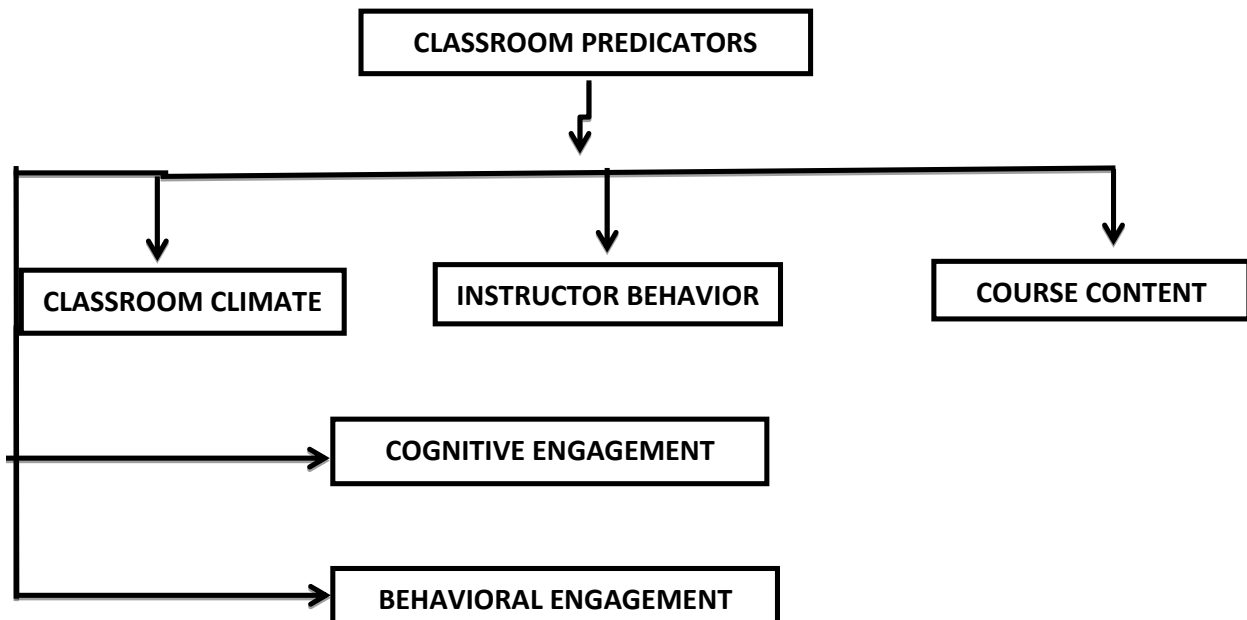 CLASSROOM PREDICATORS
CLASSROOM CLIMATE
INSTRUCTOR BEHAVIOR
COURSE CONTENT
COGNITIVE ENGAGEMENT
BEHAVIORAL ENGAGEMENT